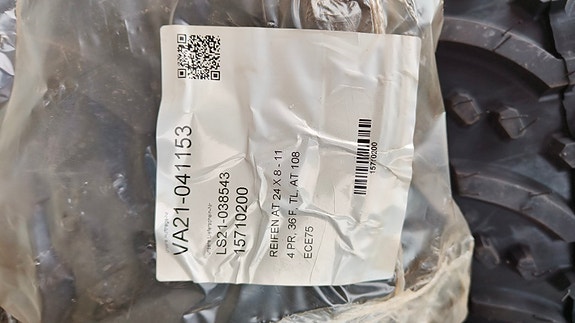 VA21-041153
LS21-038543
15710200
REIFEN AT 24 X 8 - 11
4 PR, 36 F, TL, AT 108
ECE75
15710200